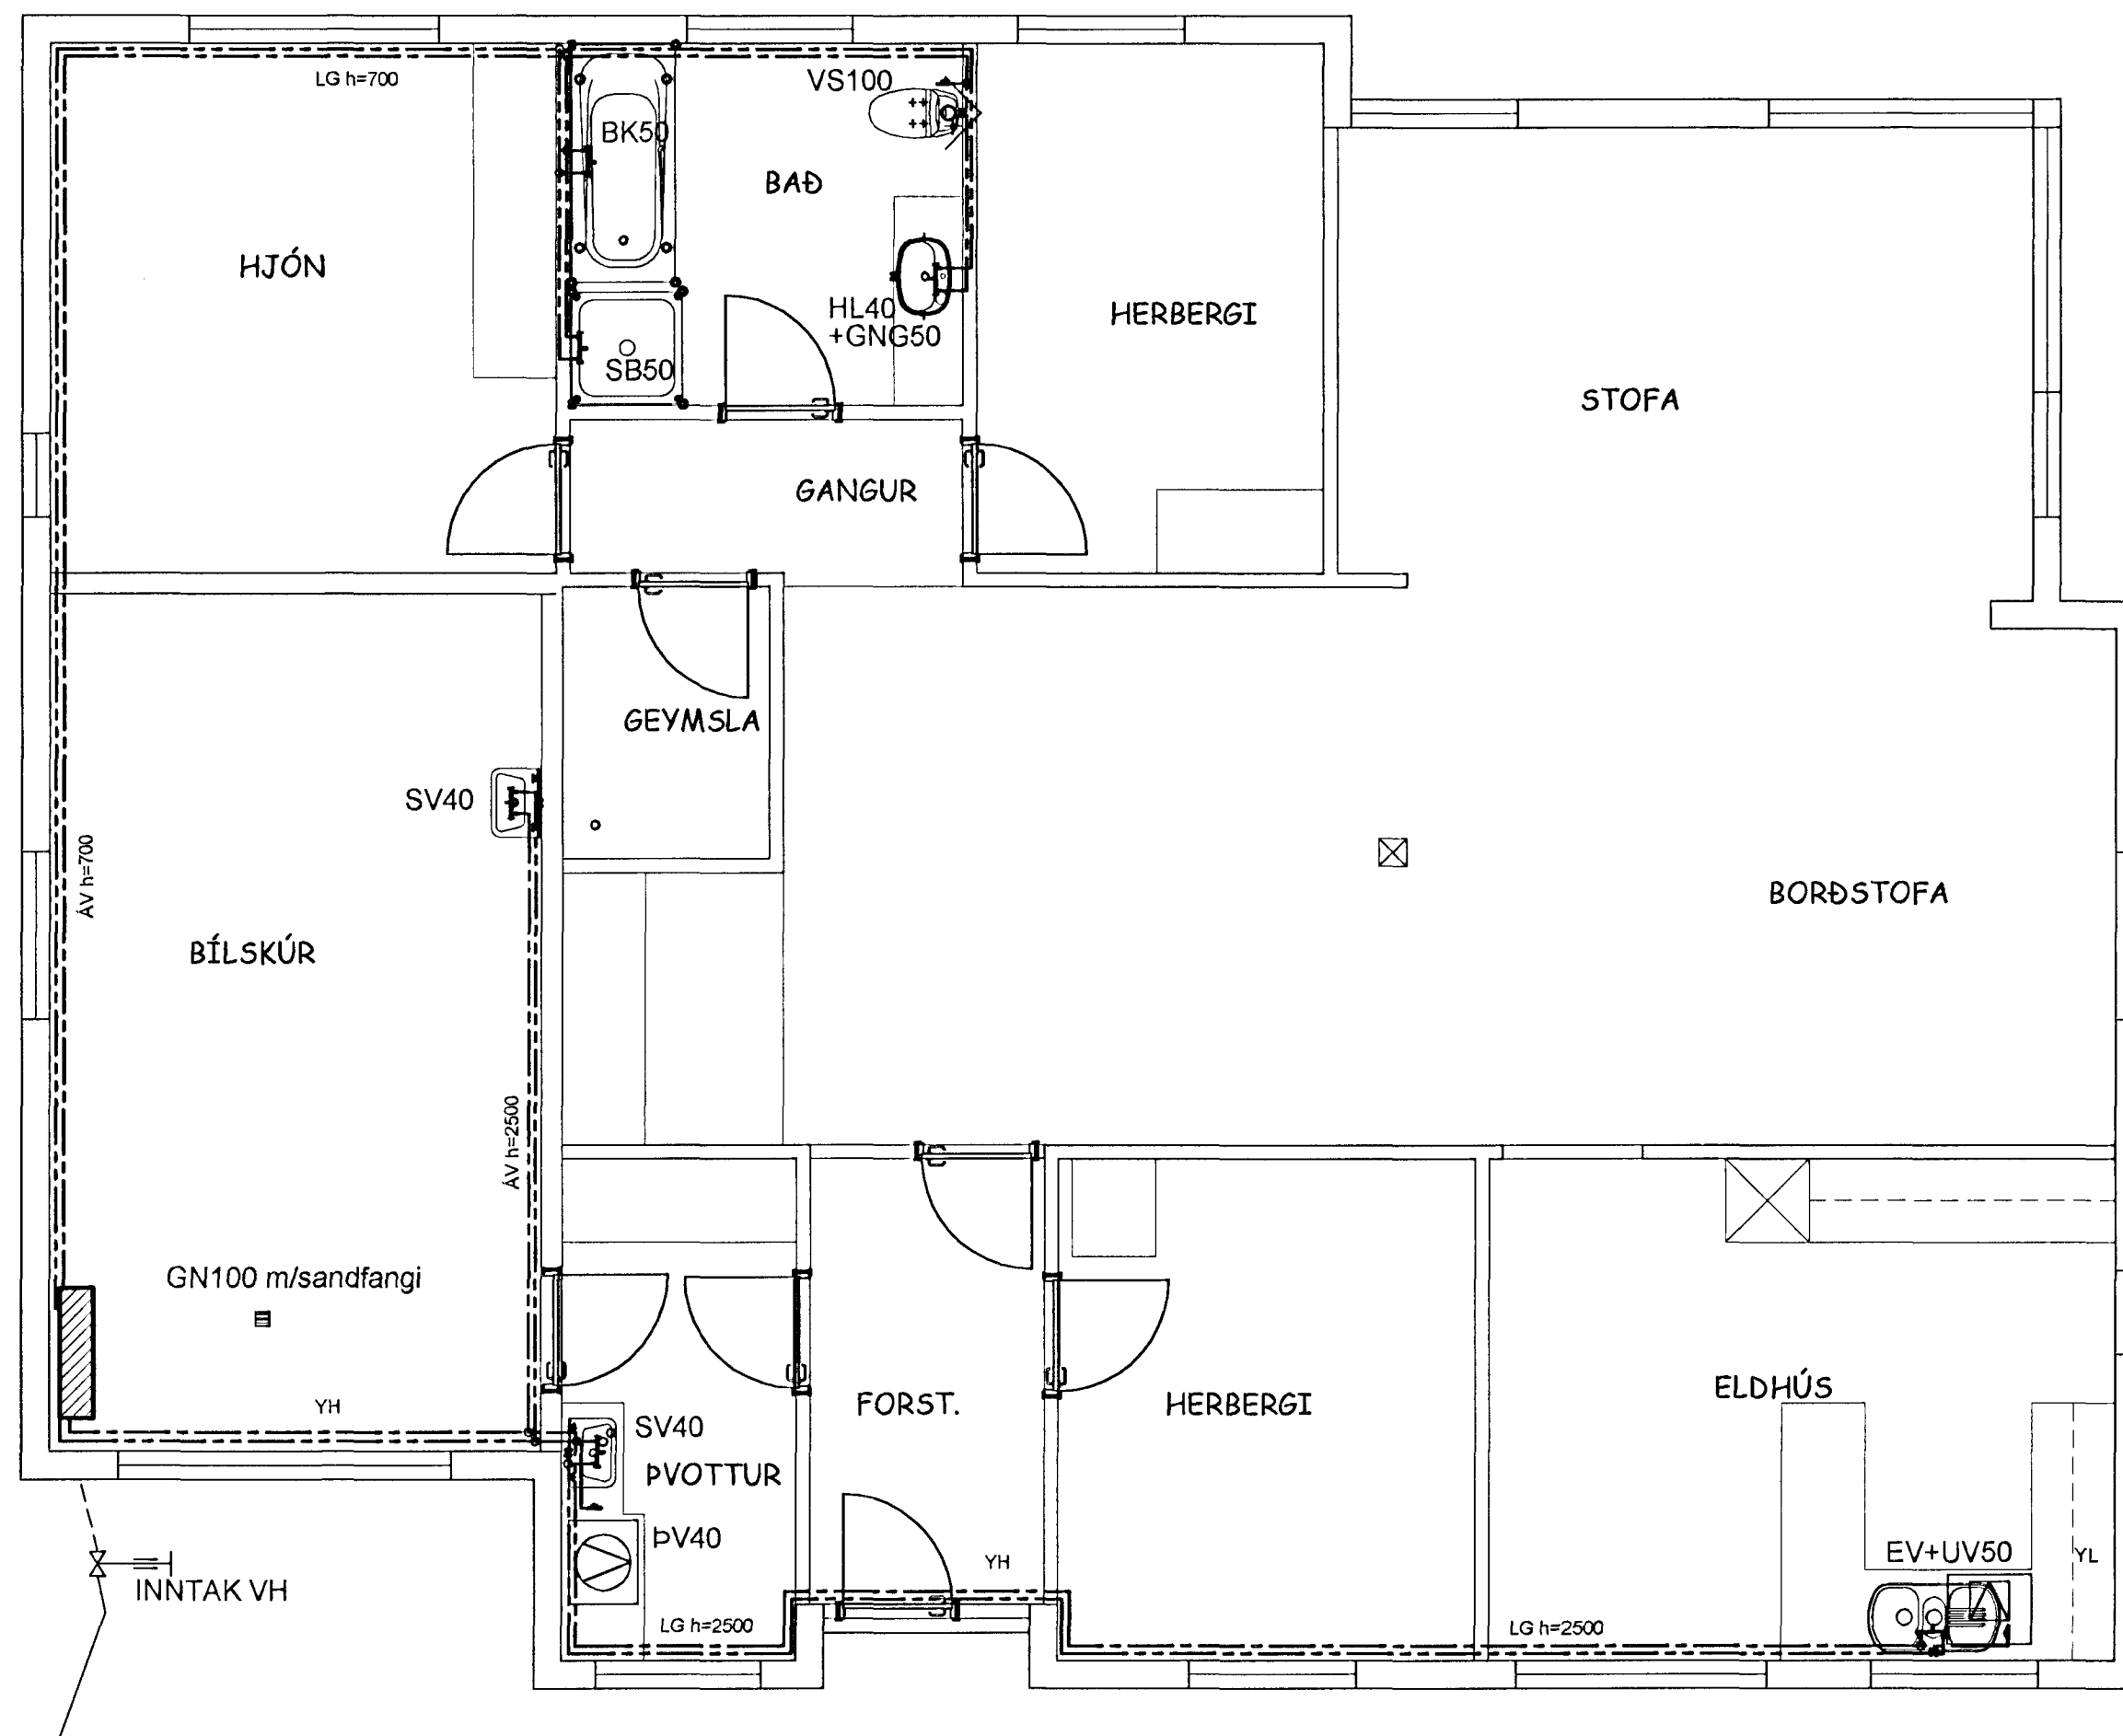 LG h=700
VS100
BK50
BAÐ
HJÓN
HL40
+GNG50
HERBERGI
SB50
STOFA
GANGUR
GEYMSLA
SV40
ÁV h=700
BORÐSTOFA
BÍLSKÚR
ÁV h=2500
GN100 m/sandfangi
YH
FORST.
HERBERGI
ELDHÚS
SV40
ÞVOTTUR
ÞV40
YH
EV+UV50
YL
INNTAK VH
LG h=2500
LG h=2500